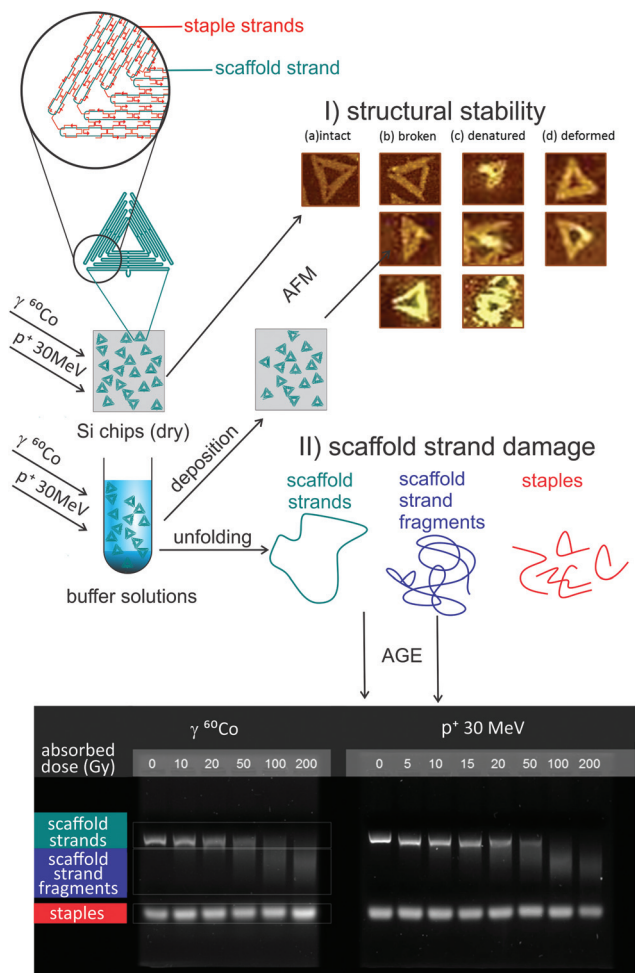 staple strands
scaffold strand
I) structural stability
(a)intact (b) broken (c) denatured (d) deformed
AFM
γ ⁶⁰Co
p⁺ 30MeV
Si chips (dry)
γ ⁶⁰Co
p⁺ 30MeV
deposition
unfolding
buffer solutions
II) scaffold strand damage
scaffold
strands
scaffold
strand
fragments
staples
AGE
γ ⁶⁰Co p⁺ 30 MeV
absorbed
dose (Gy)
0 10 20 50 100 200 0 5 10 15 20 50 100 200
scaffold
strands
scaffold
strand
fragments
staples